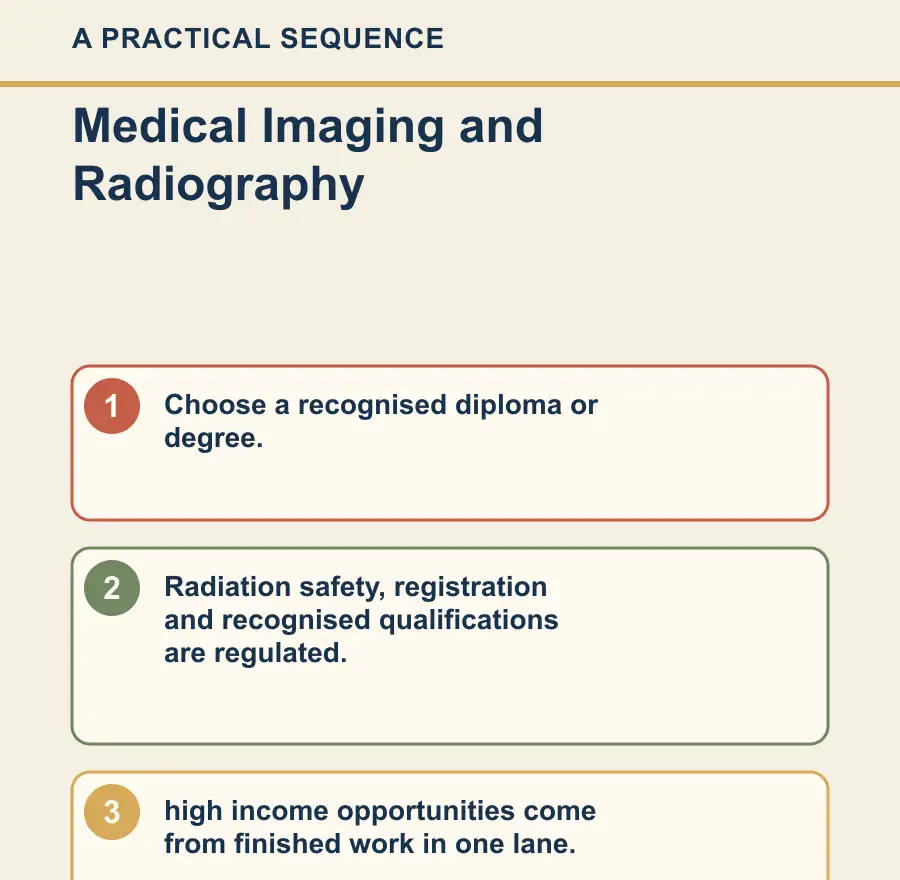 A PRACTICAL SEQUENCE
Medical Imaging and
Radiography
1
Choose a recognised diploma or
degree.
2
Radiation safety, registration
and recognised qualifications
are regulated.
3
high income opportunities come
from finished work in one lane.